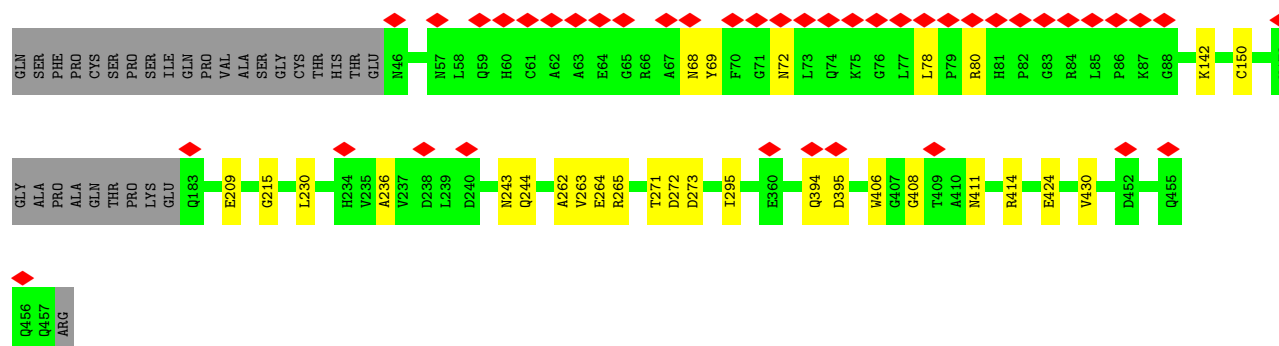 GLN SER PHE PRO CYS SER PRO SER ILE GLN PRO VAL ALA SER GLY CYS THR HIS THR GLU N46 N57 L58 Q59 H60 C61 A62 A63 E64 G65 R66 A67 N68 Y69 F70 G71 N72 L73 Q74 K75 G76 L77 L78 P79 R80 H81 P82 G83 R84 L85 P86 K87 G88 K142 C150
GLY ALA PRO ALA GLN THR PRO LYS GLU Q183 E209 G215 L230 H234 V235 A236 V237 D238 L239 D240 N243 Q244 A262 V263 E264 R265 T271 D272 D273 I295 E360 Q394 D395 W406 G407 G408 T409 A410 N411 R414 E424 V430 D452 Q455
Q456 Q457 ARG